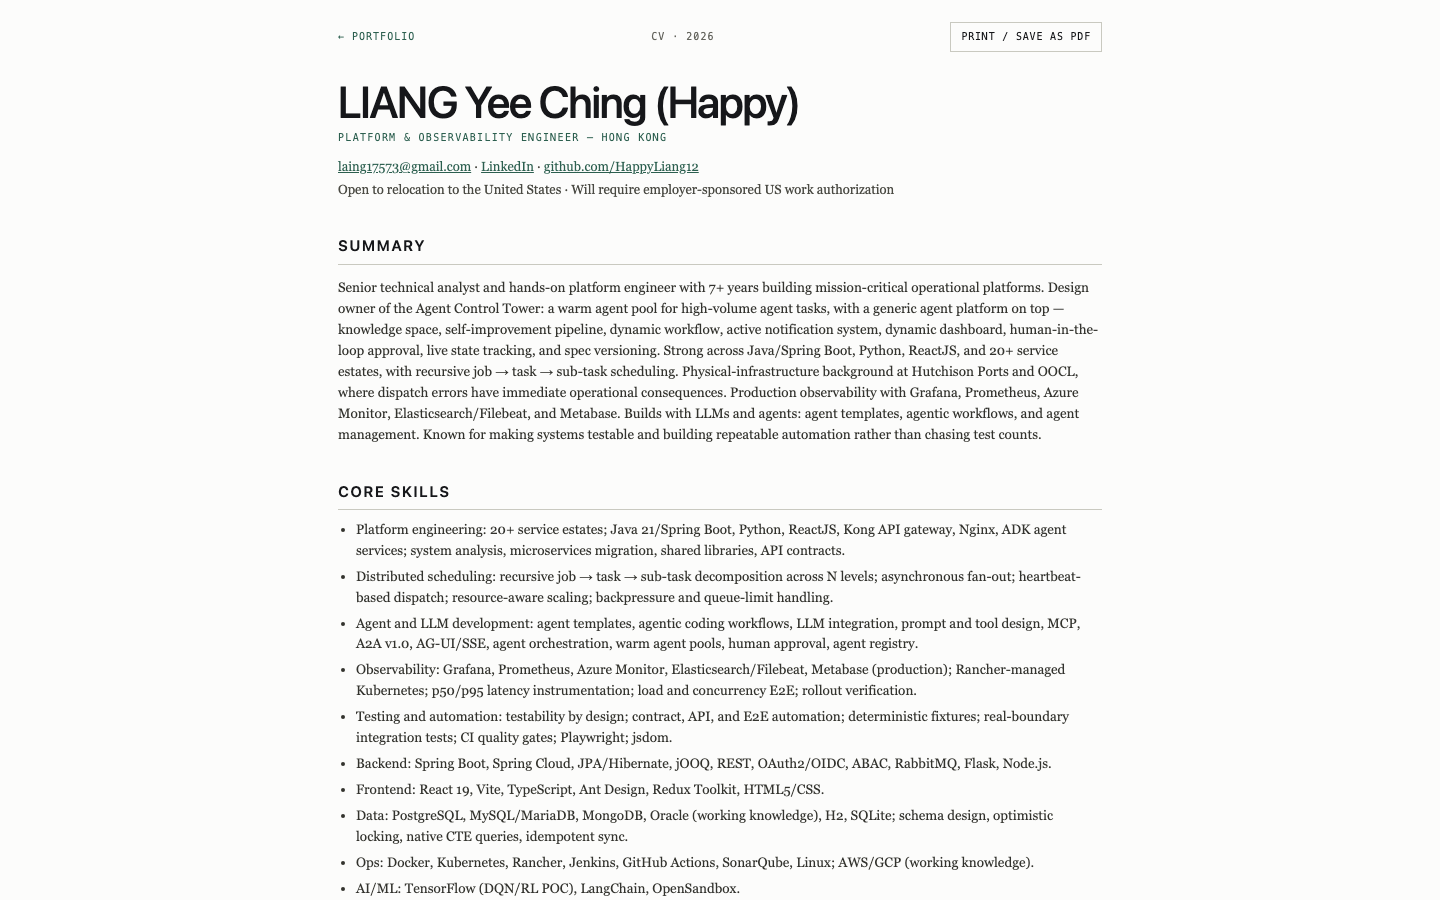 ← PORTFOLIO
CV · 2026
PRINT / SAVE AS PDF
LIANG Yee Ching (Happy)
PLATFORM & OBSERVABILITY ENGINEER — HONG KONG
laing17573@gmail.com · LinkedIn · github.com/HappyLiang12
Open to relocation to the United States · Will require employer-sponsored US work authorization
SUMMARY
Senior technical analyst and hands-on platform engineer with 7+ years building mission-critical operational platforms. Design
owner of the Agent Control Tower: a warm agent pool for high-volume agent tasks, with a generic agent platform on top —
knowledge space, self-improvement pipeline, dynamic workflow, active notification system, dynamic dashboard, human-in-the-
loop approval, live state tracking, and spec versioning. Strong across Java/Spring Boot, Python, ReactJS, and 20+ service
estates, with recursive job → task → sub-task scheduling. Physical-infrastructure background at Hutchison Ports and OOCL,
where dispatch errors have immediate operational consequences. Production observability with Grafana, Prometheus, Azure
Monitor, Elasticsearch/Filebeat, and Metabase. Builds with LLMs and agents: agent templates, agentic workflows, and agent
management. Known for making systems testable and building repeatable automation rather than chasing test counts.
CORE SKILLS
• Platform engineering: 20+ service estates; Java 21/Spring Boot, Python, ReactJS, Kong API gateway, Nginx, ADK agent
services; system analysis, microservices migration, shared libraries, API contracts.
• Distributed scheduling: recursive job → task → sub-task decomposition across N levels; asynchronous fan-out; heartbeat-
based dispatch; resource-aware scaling; backpressure and queue-limit handling.
• Agent and LLM development: agent templates, agentic coding workflows, LLM integration, prompt and tool design, MCP,
A2A v1.0, AG-UI/SSE, agent orchestration, warm agent pools, human approval, agent registry.
• Observability: Grafana, Prometheus, Azure Monitor, Elasticsearch/Filebeat, Metabase (production); Rancher-managed
Kubernetes; p50/p95 latency instrumentation; load and concurrency E2E; rollout verification.
• Testing and automation: testability by design; contract, API, and E2E automation; deterministic fixtures; real-boundary
integration tests; CI quality gates; Playwright; jsdom.
• Backend: Spring Boot, Spring Cloud, JPA/Hibernate, jOOQ, REST, OAuth2/OIDC, ABAC, RabbitMQ, Flask, Node.js.
• Frontend: React 19, Vite, TypeScript, Ant Design, Redux Toolkit, HTML5/CSS.
• Data: PostgreSQL, MySQL/MariaDB, MongoDB, Oracle (working knowledge), H2, SQLite; schema design, optimistic
locking, native CTE queries, idempotent sync.
• Ops: Docker, Kubernetes, Rancher, Jenkins, GitHub Actions, SonarQube, Linux; AWS/GCP (working knowledge).
• AI/ML: TensorFlow (DQN/RL POC), LangChain, OpenSandbox.